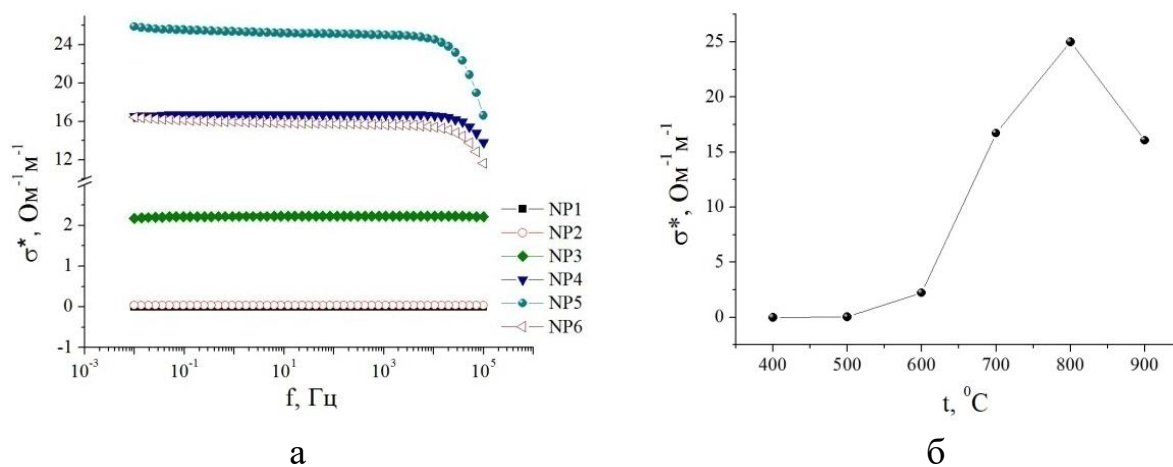 24
20
16
12
2
1
0
-1
σ*, Ом⁻¹м⁻¹
10⁻³ 10⁻¹ 10¹ 10³ 10⁵
f, Гц
NP1
NP2
NP3
NP4
NP5
NP6
а
25
20
15
10
5
0
σ*, Ом⁻¹м⁻¹
400 500 600 700 800 900
t, ⁰C
б